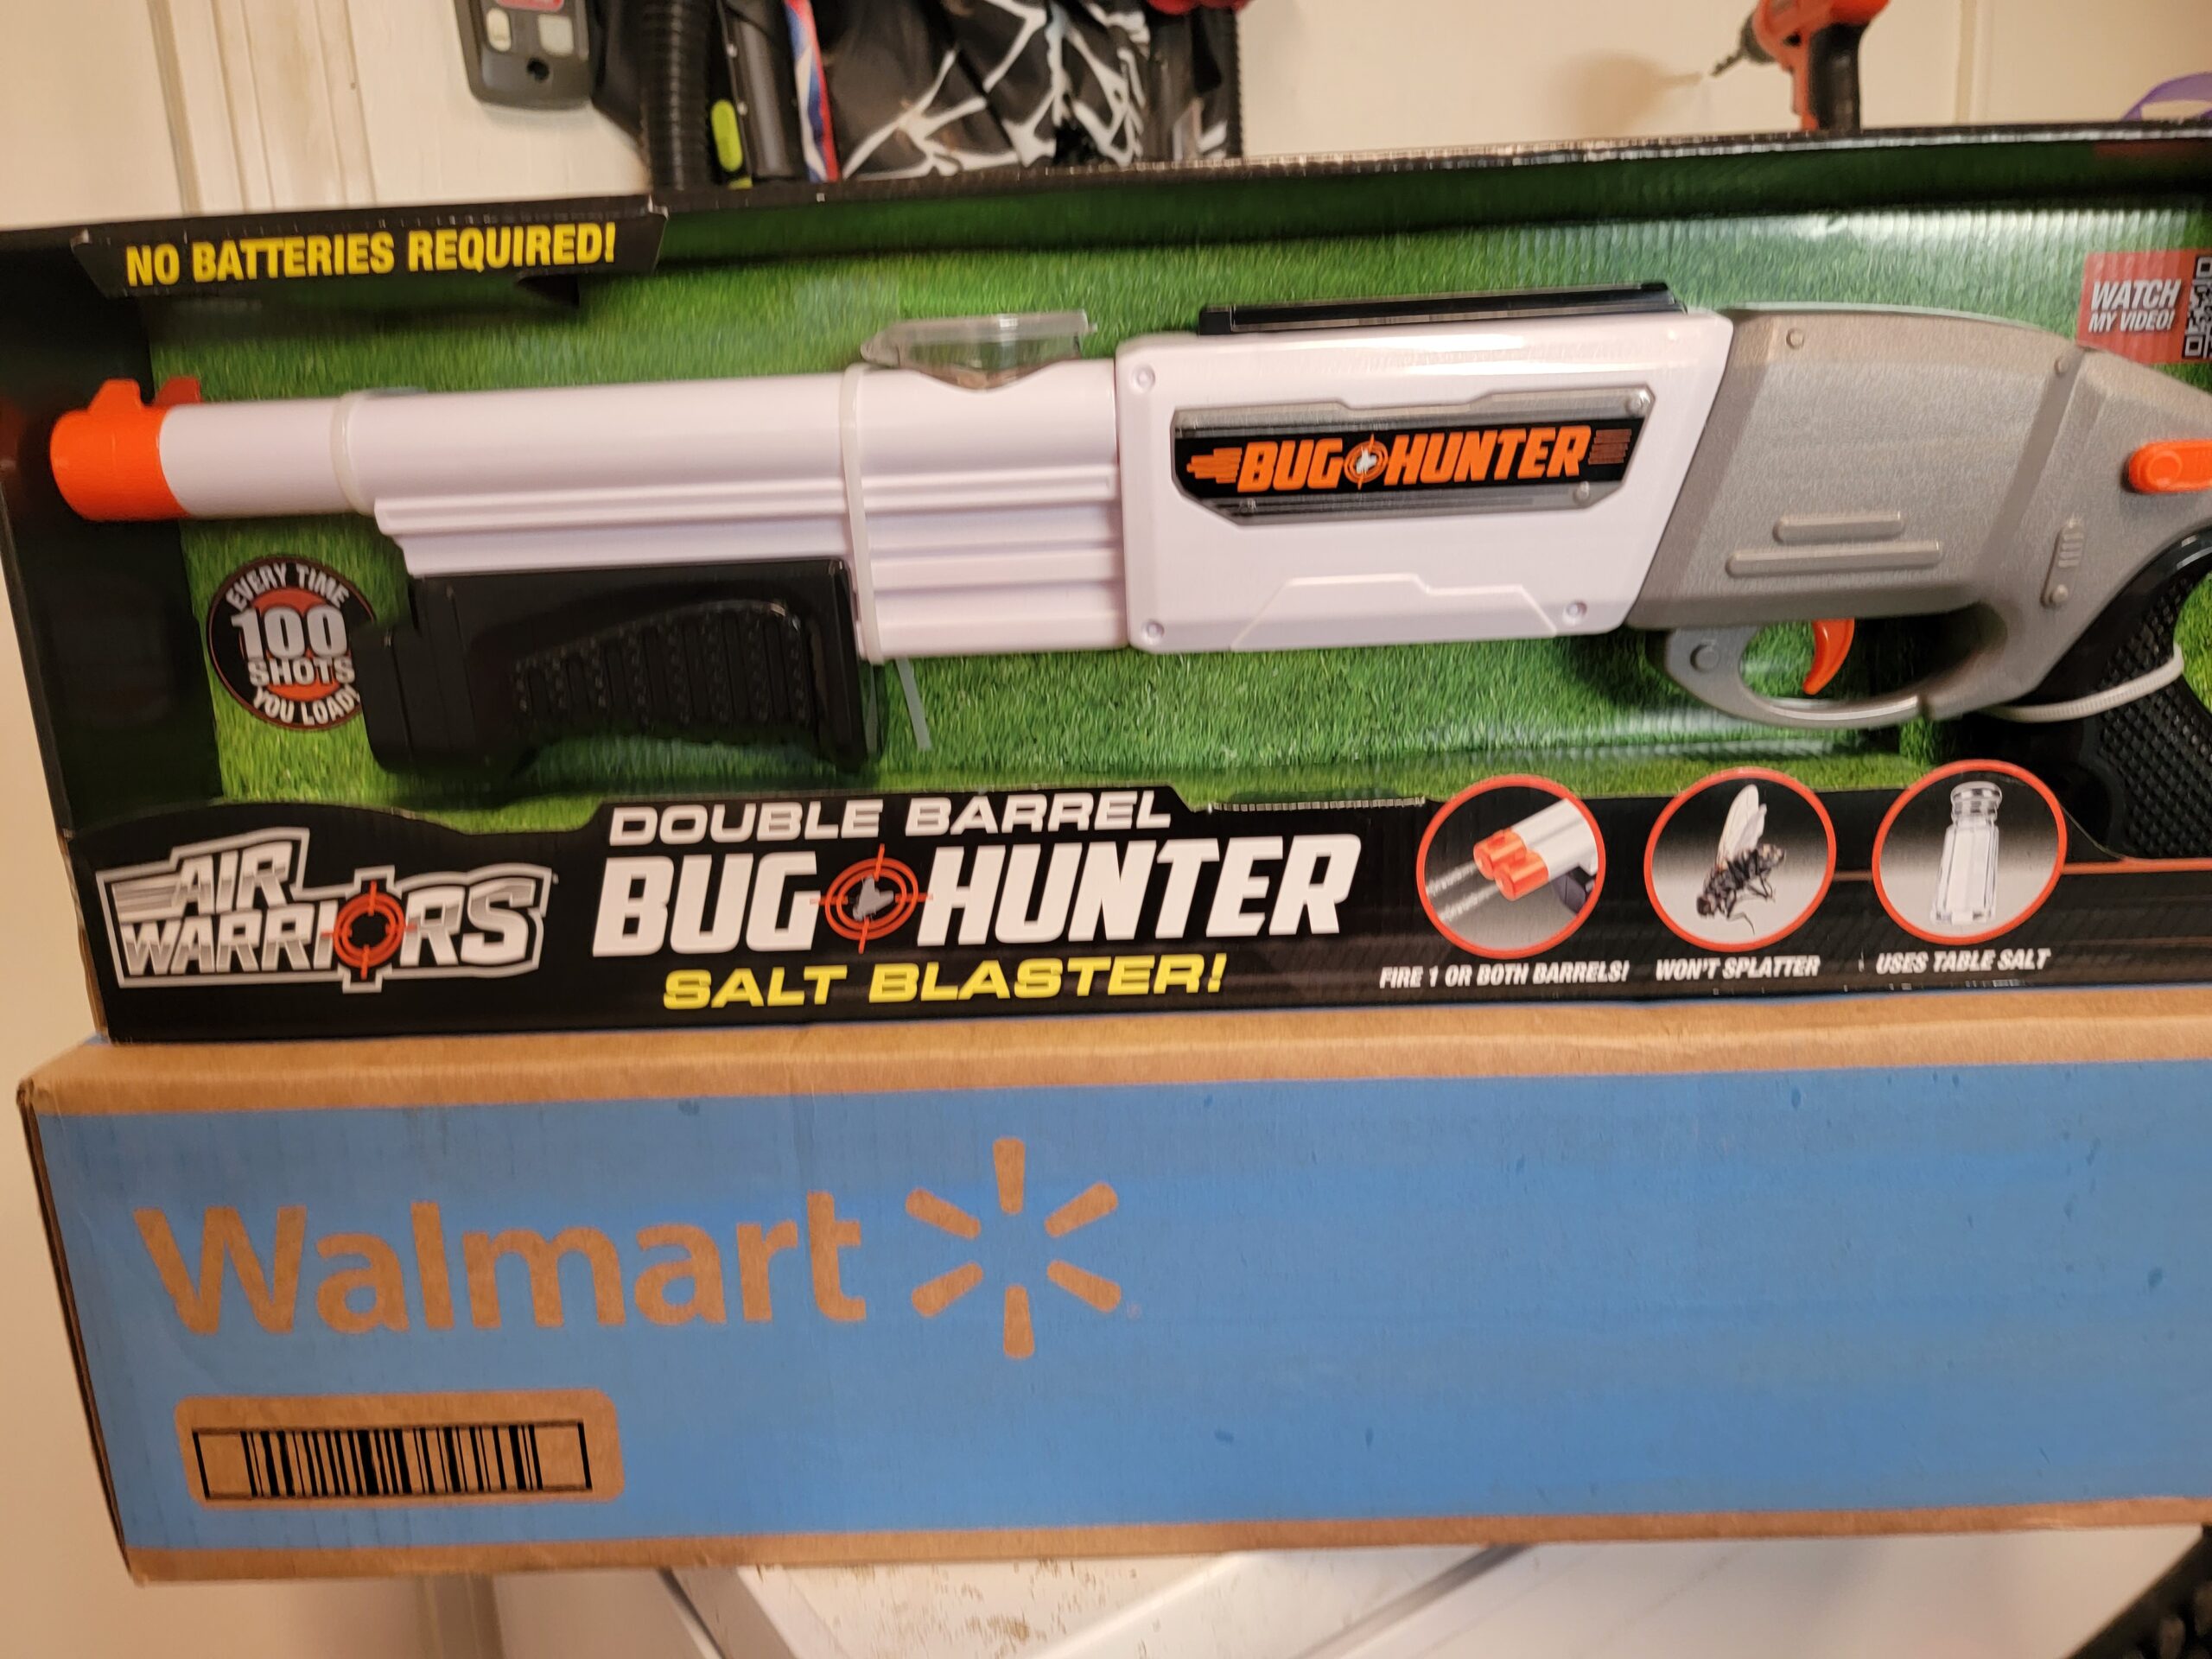 NO BATTERIES REQUIRED!
WATCH
MY VIDEO!
BUG HUNTER
EVERY TIME
100
SHOTS
YOU LOAD!
AIR
WARRIORS
DOUBLE BARREL
BUG HUNTER
SALT BLASTER!
FIRE 1 OR BOTH BARRELS!
WON'T SPLATTER
USES TABLE SALT
Walmart